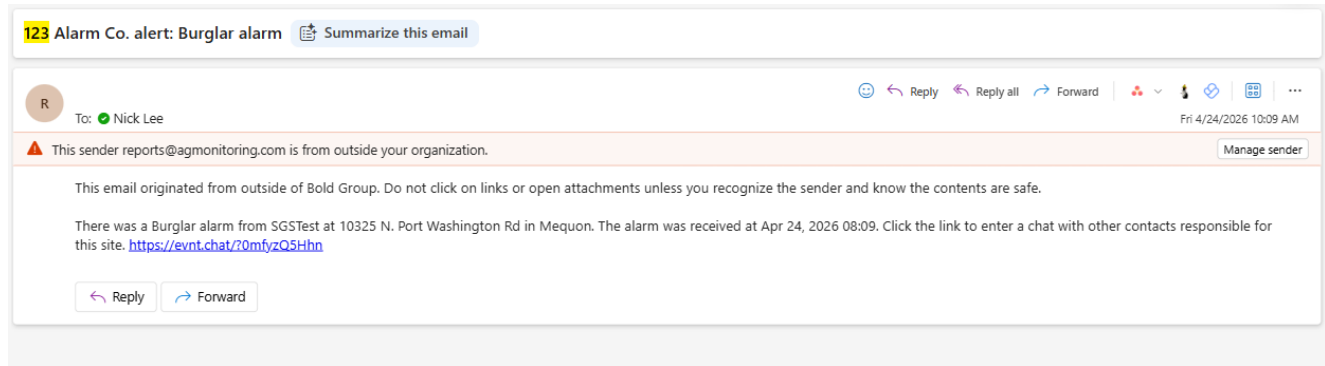 123 Alarm Co. alert: Burglar alarm Summarize this email
R
Reply Reply all Forward
To: Nick Lee
Fri 4/24/2026 10:09 AM
This sender reports@agmonitoring.com is from outside your organization. Manage sender
This email originated from outside of Bold Group. Do not click on links or open attachments unless you recognize the sender and know the contents are safe.
There was a Burglar alarm from SGSTest at 10325 N. Port Washington Rd in Mequon. The alarm was received at Apr 24, 2026 08:09. Click the link to enter a chat with other contacts responsible for
this site. https://evnt.chat/?0mfyzQ5Hhn
Reply Forward